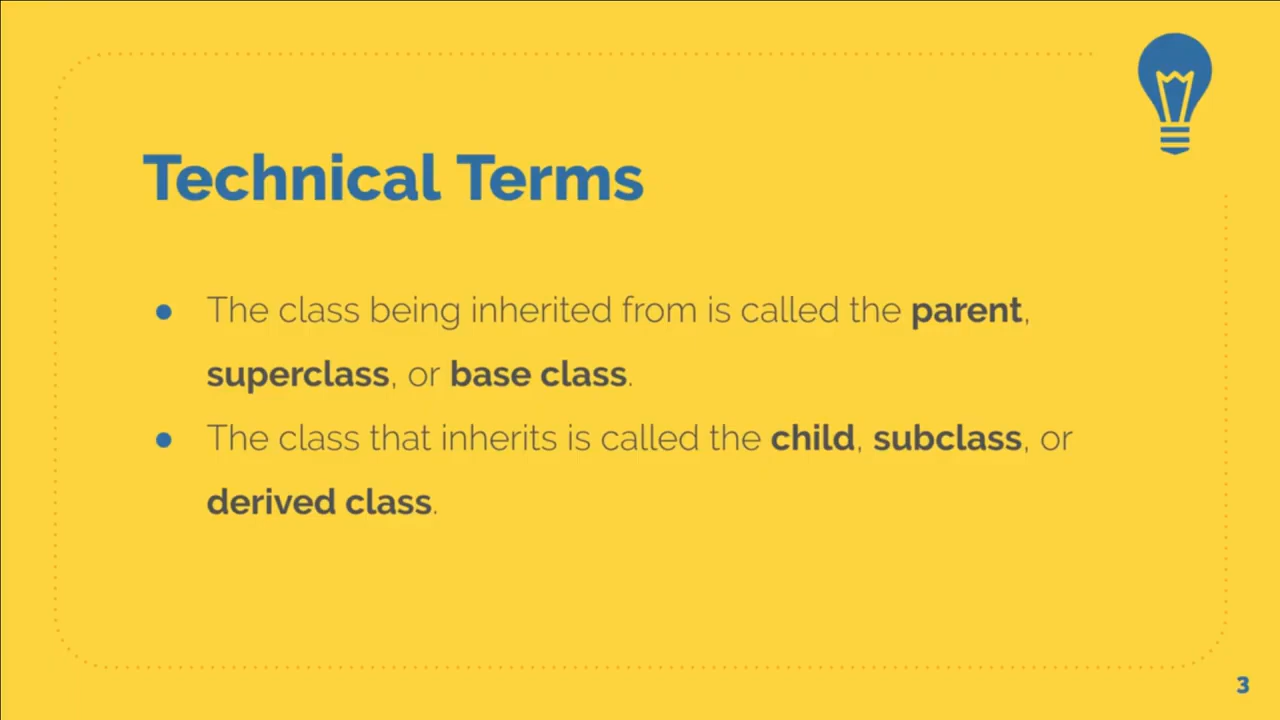 Technical Terms
● The class being inherited from is called the parent,
superclass, or base class.
● The class that inherits is called the child, subclass, or
derived class.
3